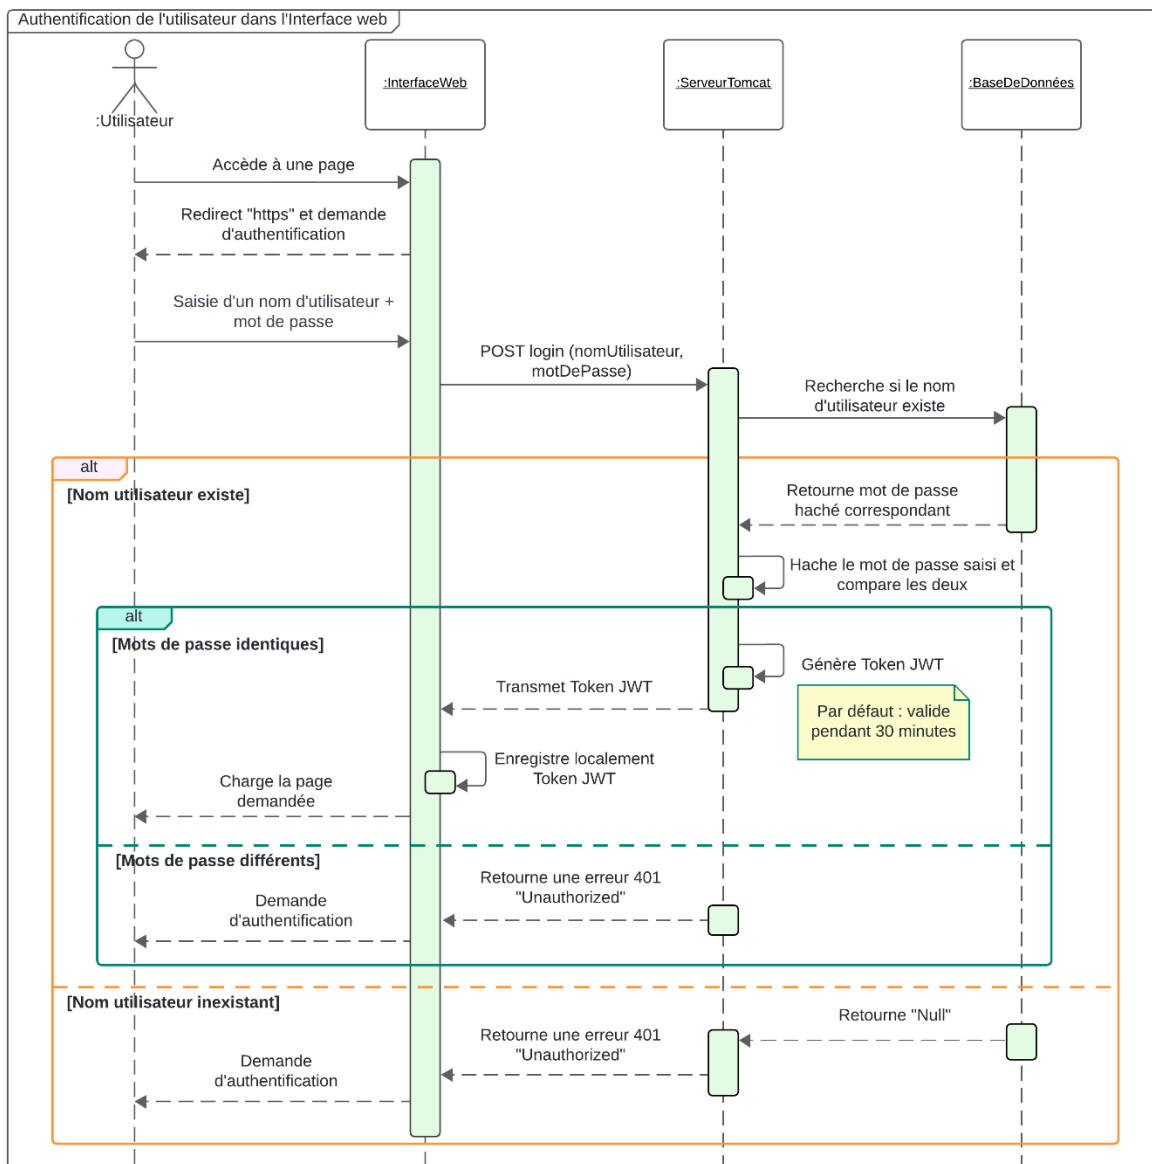 Authentification de l'utilisateur dans l'Interface web
:Utilisateur
:InterfaceWeb
:ServeurTomcat
:BaseDeDonnées
Accède à une page
Redirect "https" et demande
d'authentification
Saisie d'un nom d'utilisateur +
mot de passe
POST login (nomUtilisateur,
motDePasse)
Recherche si le nom
d'utilisateur existe
alt
[Nom utilisateur existe]
Retourne mot de passe
haché correspondant
Hache le mot de passe saisi et
compare les deux
alt
[Mots de passe identiques]
Génère Token JWT
Transmet Token JWT
Par défaut : valide
pendant 30 minutes
Enregistre localement
Token JWT
Charge la page
demandée
[Mots de passe différents]
Retourne une erreur 401
"Unauthorized"
Demande
d'authentification
[Nom utilisateur inexistant]
Retourne "Null"
Retourne une erreur 401
"Unauthorized"
Demande
d'authentification